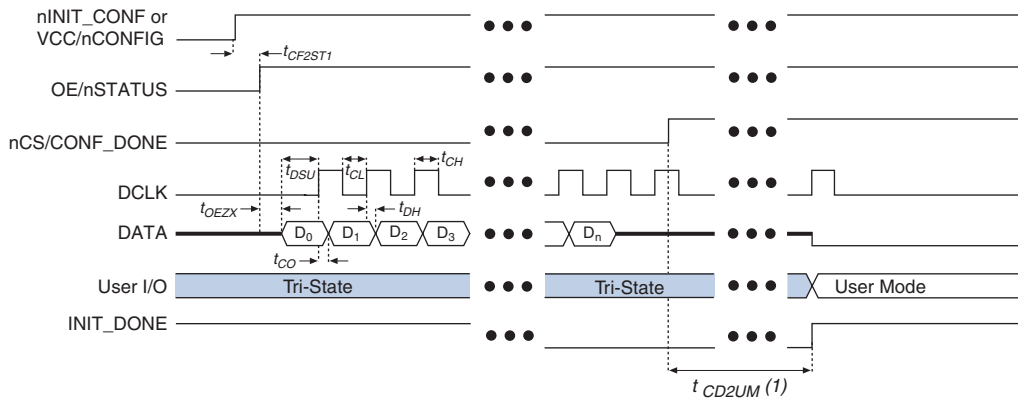 nINIT_CONF or
VCC/nCONFIG
tCF2ST1
OE/nSTATUS
nCS/CONF_DONE
tDSU
tCL
tCH
DCLK
tOEZX
tDH
DATA
D0
D1
D2
D3
Dn
tCO
User I/O
Tri-State
Tri-State
User Mode
INIT_DONE
t CD2UM (1)